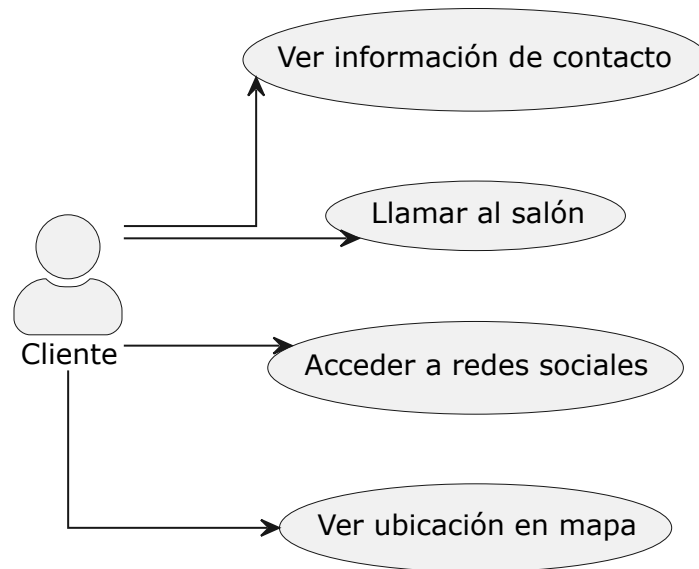 Ver información de contacto
Llamar al salón
Cliente
Acceder a redes sociales
Ver ubicación en mapa